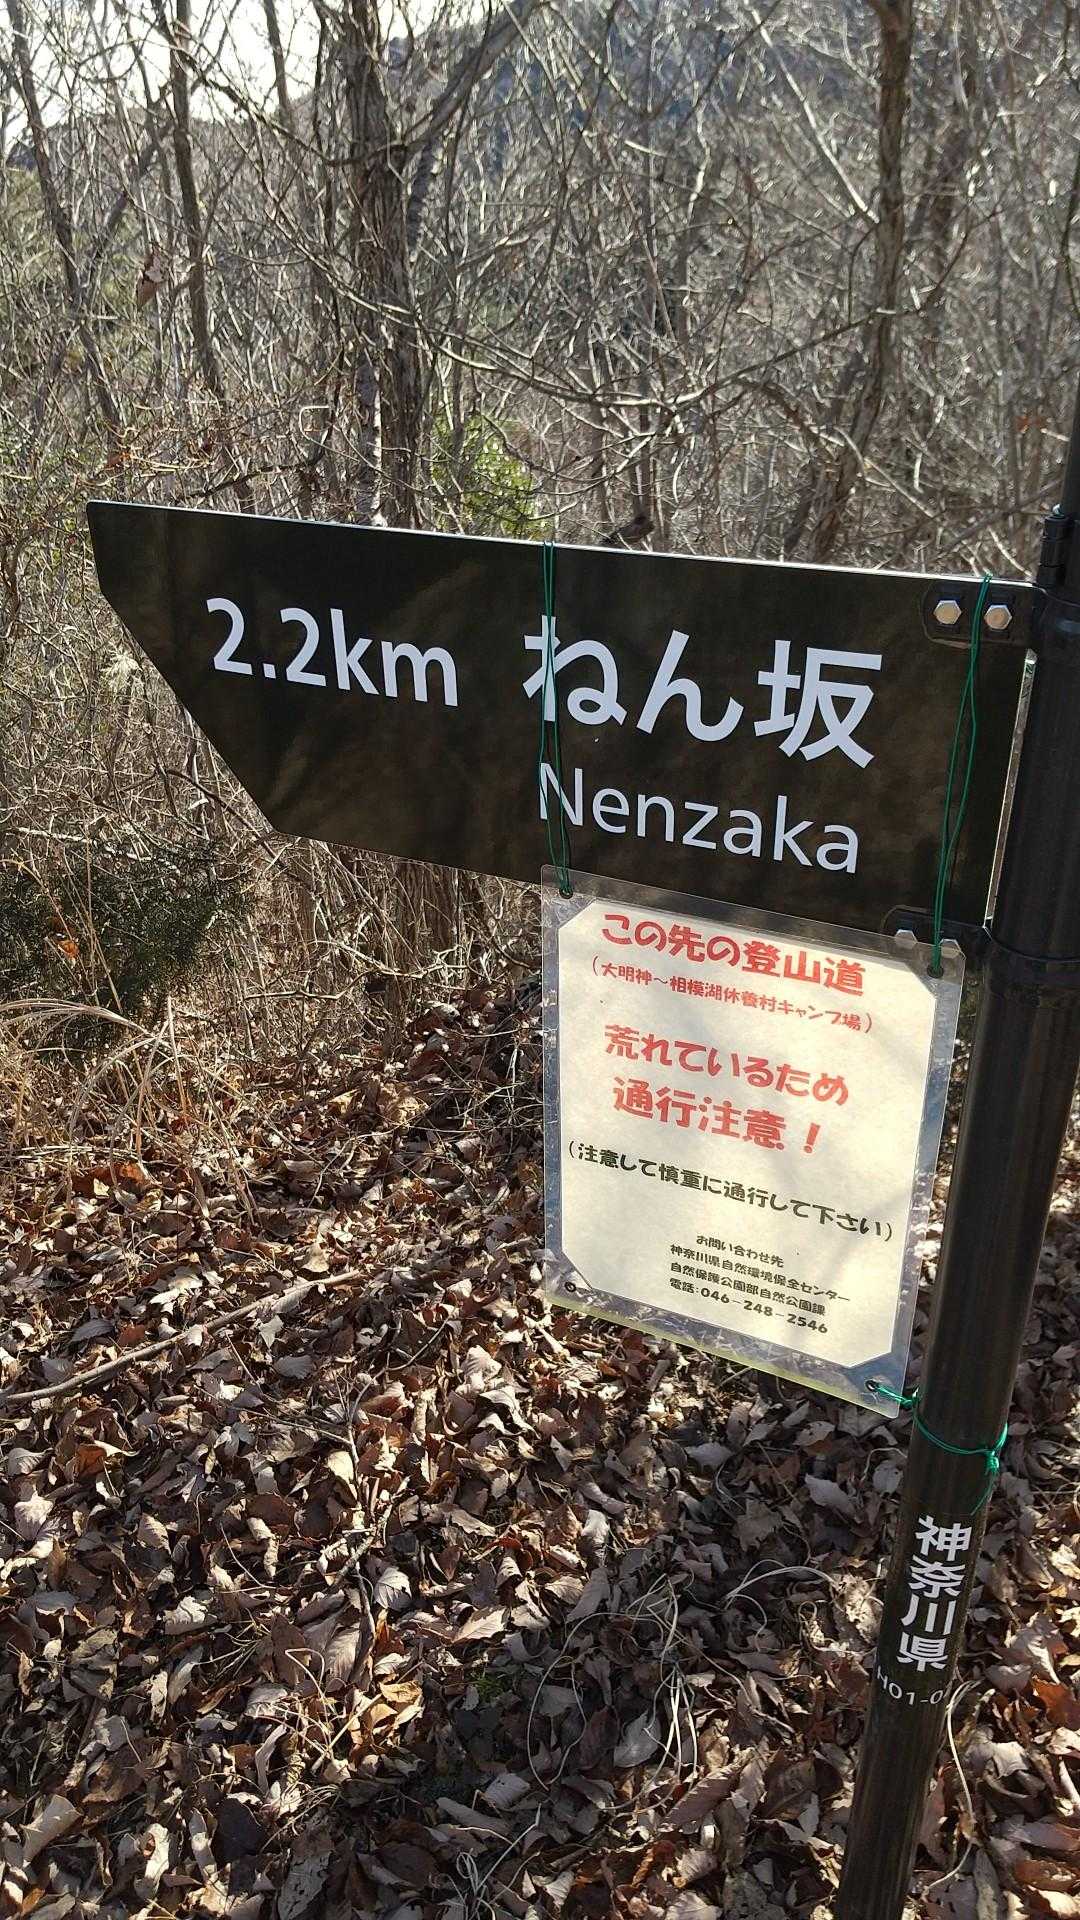 2.2km ねん坂
Nenzaka
この先の登山道
(大明神～相模湖休養村キャンプ場)
荒れているため
通行注意！
(注意して慎重に通行して下さい)
お問い合わせ先
神奈川県自然環境保全センター
自然保護公園部自然公園課
電話：046－248－2546
神奈川県